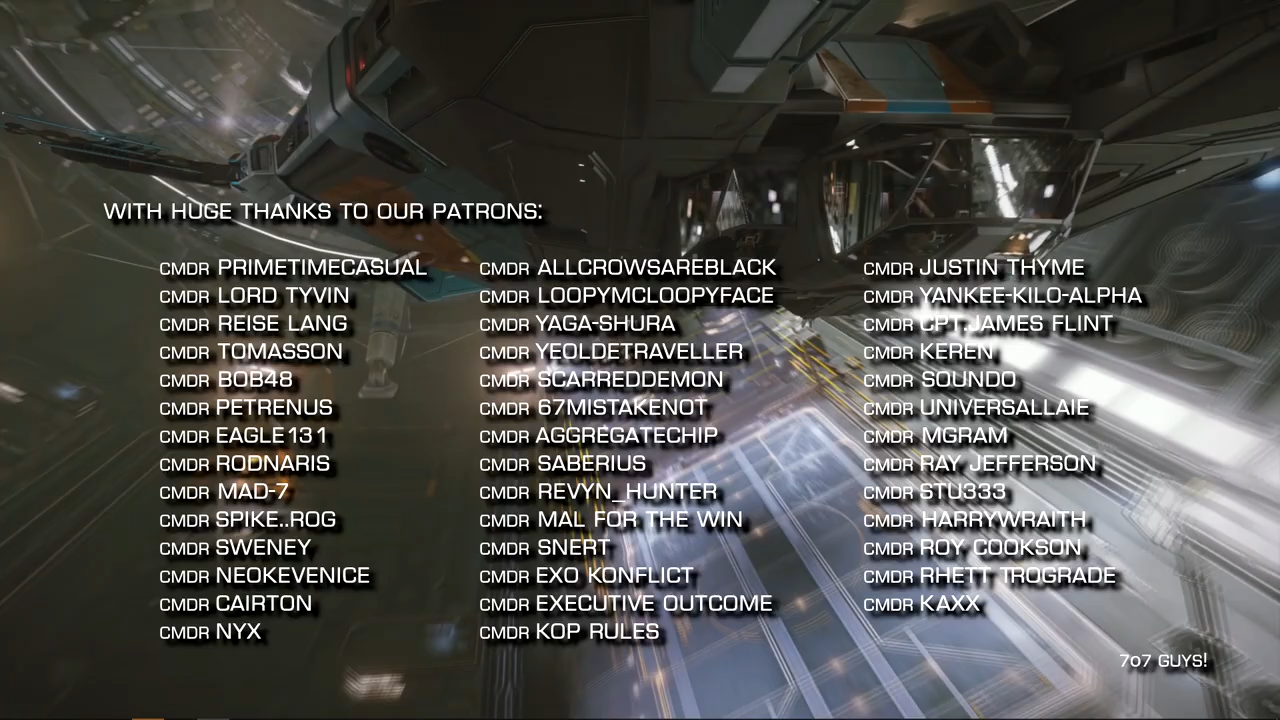 WITH HUGE THANKS TO OUR PATRONS:
CMDR PRIMETIMECASUAL
CMDR LORD TYVIN
CMDR REISE LANG
CMDR TOMASSON
CMDR BOB48
CMDR PETRENUS
CMDR EAGLE131
CMDR RODNARIS
CMDR MAD-7
CMDR SPIKE..ROG
CMDR SWENEY
CMDR NEOKEVENICE
CMDR CAIRTON
CMDR NYX
CMDR ALLCROWSAREBLACK
CMDR LOOPYMCLOOPYFACE
CMDR YAGA-SHURA
CMDR YEOLDETRAVELLER
CMDR SCARREDDEMON
CMDR 67MISTAKENOT
CMDR AGGREGATECHIP
CMDR SABERIUS
CMDR REVYN_HUNTER
CMDR MAL FOR THE WIN
CMDR SNERT
CMDR EXO KONFLICT
CMDR EXECUTIVE OUTCOME
CMDR KOP RULES
CMDR JUSTIN THYME
CMDR YANKEE-KILO-ALPHA
CMDR CPT.JAMES FLINT
CMDR KEREN
CMDR SOUNDO
CMDR UNIVERSALLAIE
CMDR MGRAM
CMDR RAY JEFFERSON
CMDR STU333
CMDR HARRYWRAITH
CMDR ROY COOKSON
CMDR RHETT TROGRADE
CMDR KAXX
7o7 GUYS!